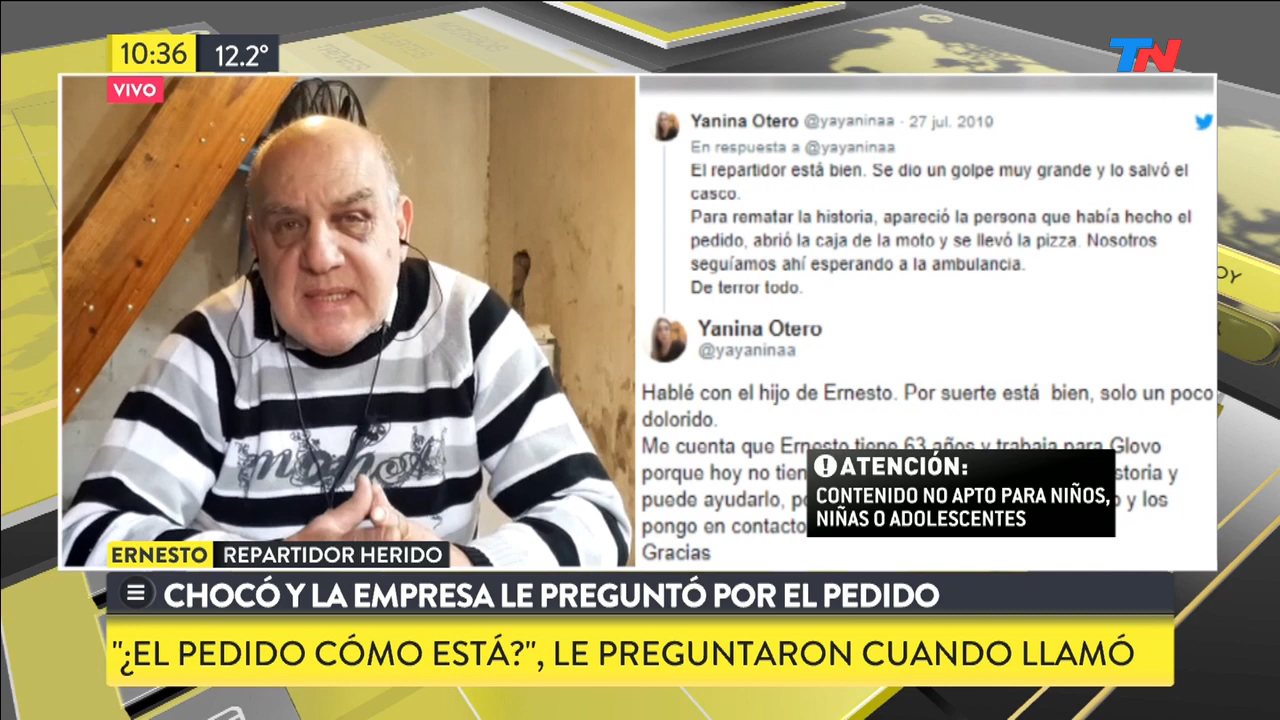 10:36 12.2°
VIVO
TN
Yanina Otero @yayaninaa · 27 jul. 2019
En respuesta a @yayaninaa
El repartidor está bien. Se dio un golpe muy grande y lo salvó el
casco.
Para rematar la historia, apareció la persona que había hecho el
pedido, abrió la caja de la moto y se llevó la pizza. Nosotros
seguíamos ahí esperando a la ambulancia.
De terror todo.
Yanina Otero
@yayaninaa
Hablé con el hijo de Ernesto. Por suerte está bien, solo un poco
dolorido.
Me cuenta que Ernesto tiene 63 años y trabaja para Glovo
porque hoy no tien
storia y
puede ayudarlo, p
o y los
pongo en contacto
Gracias
ATENCIÓN:
CONTENIDO NO APTO PARA NIÑOS,
NIÑAS O ADOLESCENTES
ERNESTO REPARTIDOR HERIDO
CHOCÓ Y LA EMPRESA LE PREGUNTÓ POR EL PEDIDO
"¿EL PEDIDO CÓMO ESTÁ?", LE PREGUNTARON CUANDO LLAMÓ